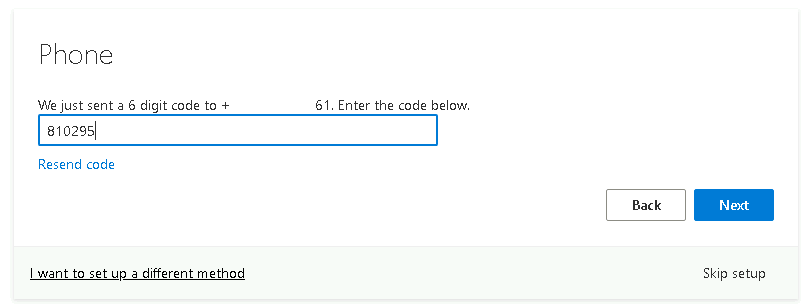 Phone
We just sent a 6 digit code to + 61. Enter the code below.
810295
Resend code
Back Next
I want to set up a different method Skip setup